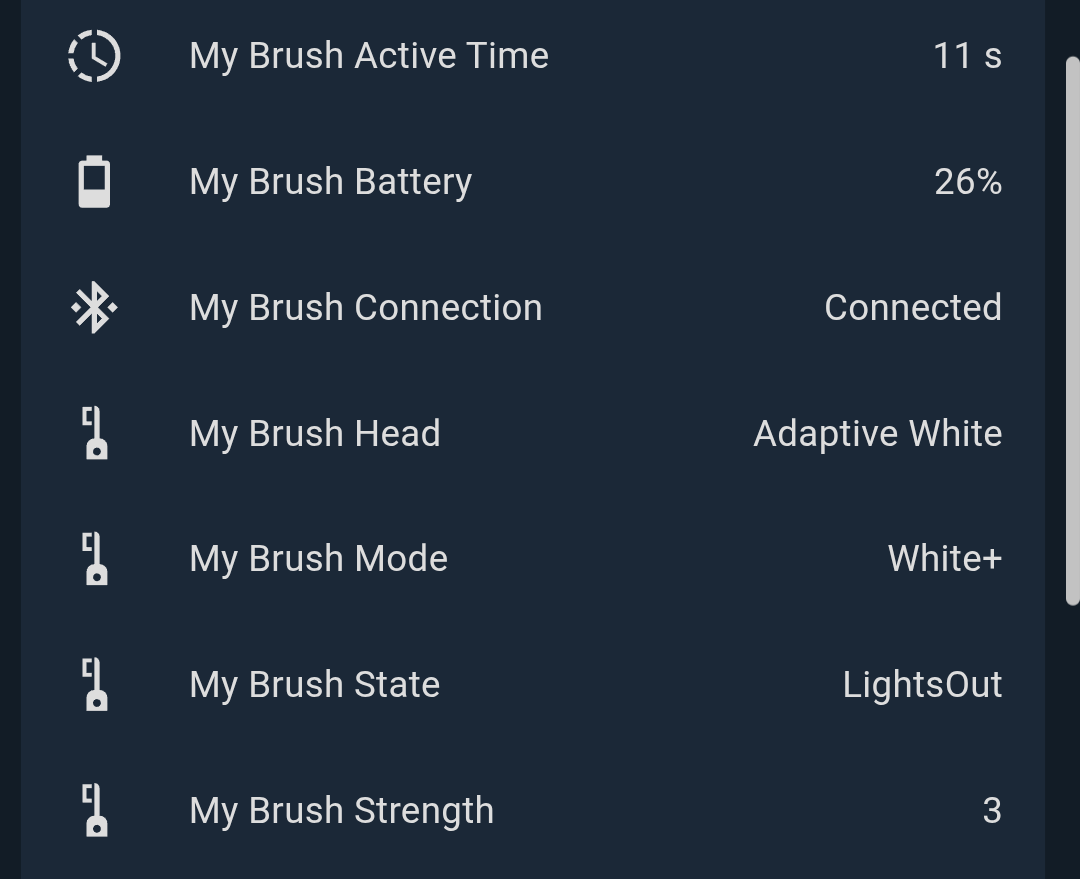 My Brush Active Time 11 s
My Brush Battery 26%
My Brush Connection Connected
My Brush Head Adaptive White
My Brush Mode White+
My Brush State LightsOut
My Brush Strength 3